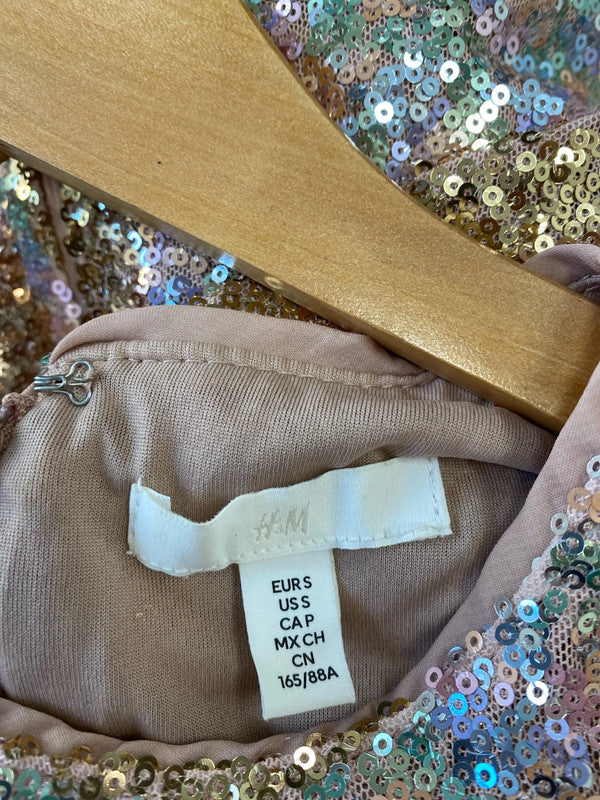 H&M
EUR S
US S
CA P
MX CH
CN
165/88A